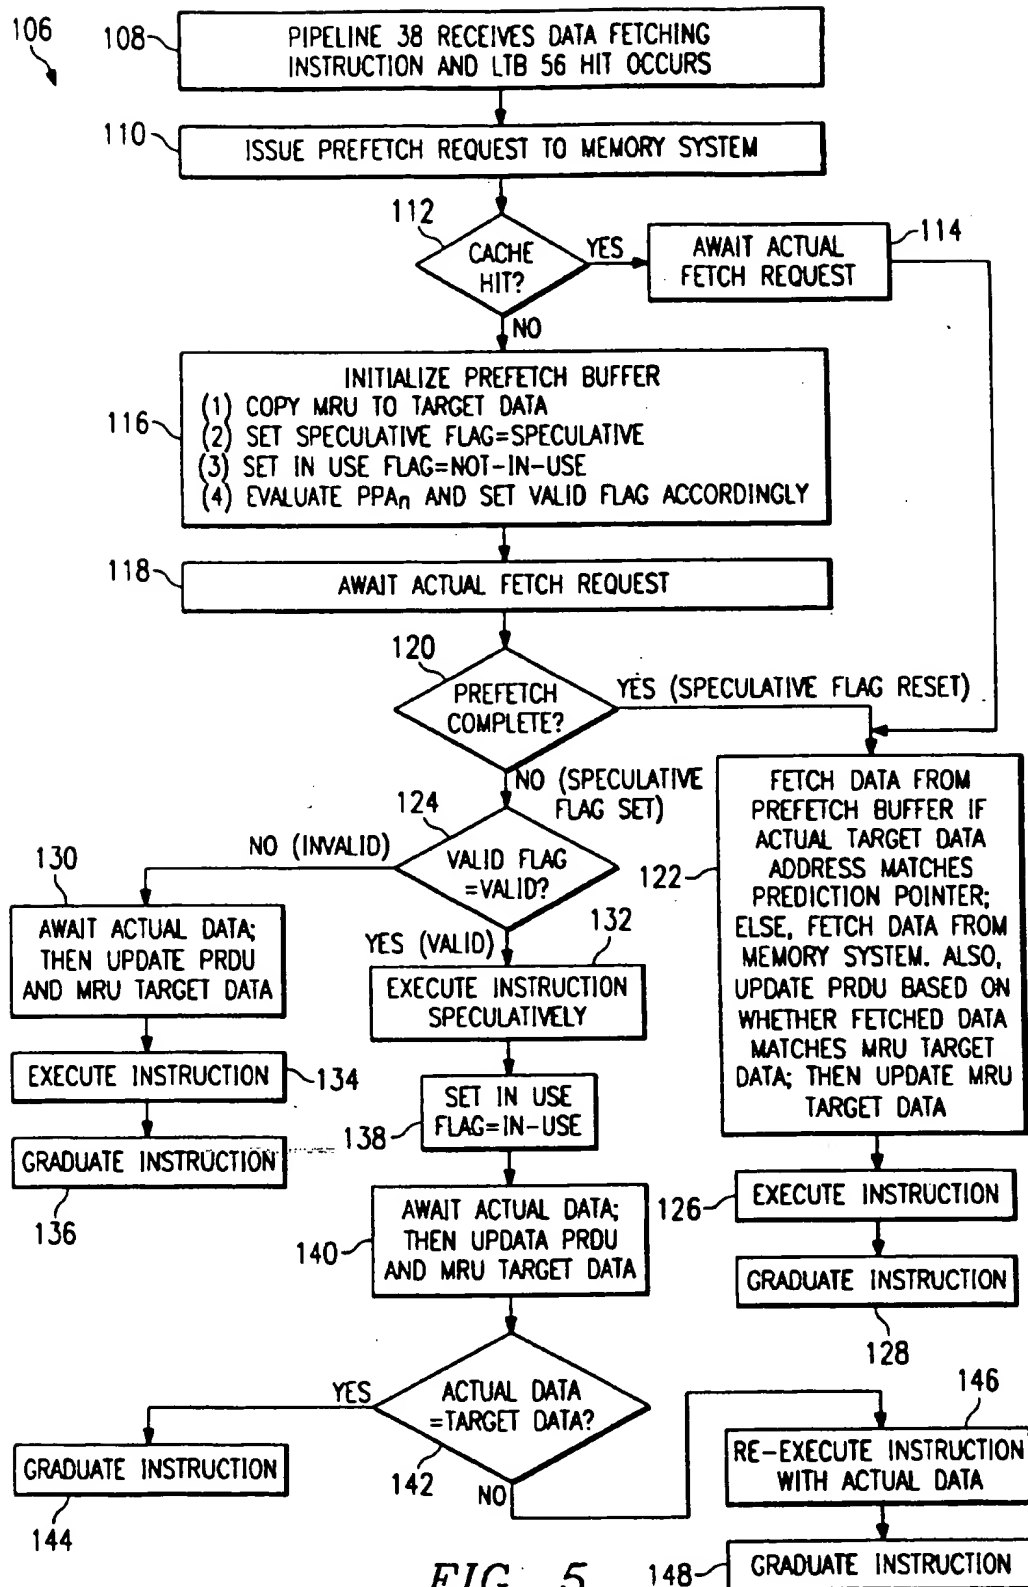 106
108
PIPELINE 38 RECEIVES DATA FETCHING
INSTRUCTION AND LTB 56 HIT OCCURS
110
ISSUE PREFETCH REQUEST TO MEMORY SYSTEM
112
CACHE
HIT?
YES
AWAIT ACTUAL
FETCH REQUEST
114
NO
116
INITIALIZE PREFETCH BUFFER
(1) COPY MRU TO TARGET DATA
(2) SET SPECULATIVE FLAG=SPECULATIVE
(3) SET IN USE FLAG=NOT-IN-USE
(4) EVALUATE PPAn AND SET VALID FLAG ACCORDINGLY
118
AWAIT ACTUAL FETCH REQUEST
120
PREFETCH
COMPLETE?
YES (SPECULATIVE FLAG RESET)
NO (SPECULATIVE
FLAG SET)
122
FETCH DATA FROM
PREFETCH BUFFER IF
ACTUAL TARGET DATA
ADDRESS MATCHES
PREDICTION POINTER;
ELSE, FETCH DATA FROM
MEMORY SYSTEM. ALSO,
UPDATE PRDU BASED ON
WHETHER FETCHED DATA
MATCHES MRU TARGET
DATA; THEN UPDATE MRU
TARGET DATA
124
VALID FLAG
=VALID?
NO (INVALID)
130
AWAIT ACTUAL DATA;
THEN UPDATE PRDU
AND MRU TARGET DATA
YES (VALID)
132
EXECUTE INSTRUCTION
SPECULATIVELY
EXECUTE INSTRUCTION
134
138
SET IN USE
FLAG=IN-USE
GRADUATE INSTRUCTION
136
126
EXECUTE INSTRUCTION
140
AWAIT ACTUAL DATA;
THEN UPDATA PRDU
AND MRU TARGET DATA
GRADUATE INSTRUCTION
128
142
ACTUAL DATA
=TARGET DATA?
YES
GRADUATE INSTRUCTION
144
NO
146
RE-EXECUTE INSTRUCTION
WITH ACTUAL DATA
148
GRADUATE INSTRUCTION
FIG. 5